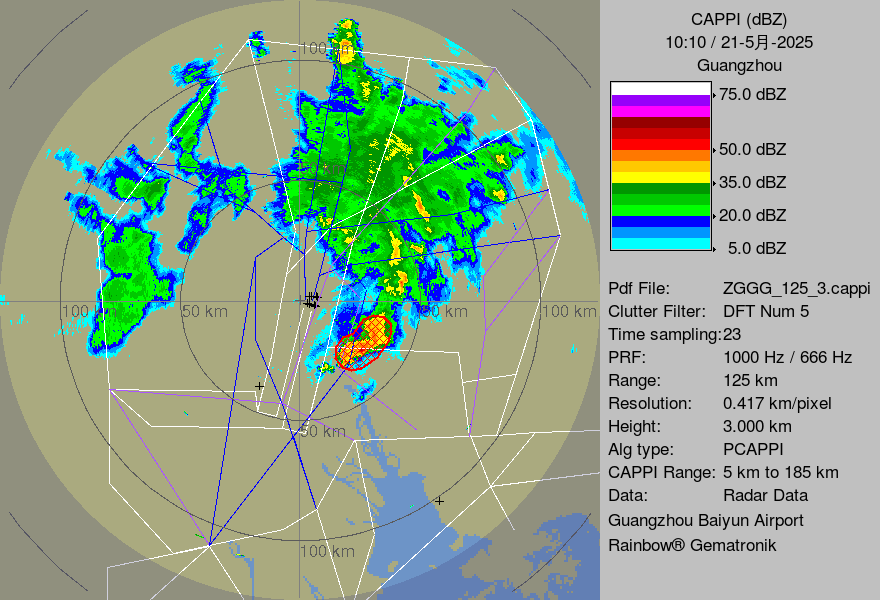 CAPPI (dBZ)
10:10 / 21-5月-2025
Guangzhou
75.0 dBZ
50.0 dBZ
35.0 dBZ
20.0 dBZ
5.0 dBZ
Pdf File: ZGGG_125_3.cappi
Clutter Filter: DFT Num 5
Time sampling:23
PRF: 1000 Hz / 666 Hz
Range: 125 km
Resolution: 0.417 km/pixel
Height: 3.000 km
Alg type: PCAPPI
CAPPI Range: 5 km to 185 km
Data: Radar Data
Guangzhou Baiyun Airport
Rainbow® Gematronik
100 km
100 km
50 km
50 km
100 km
50 km
100 km